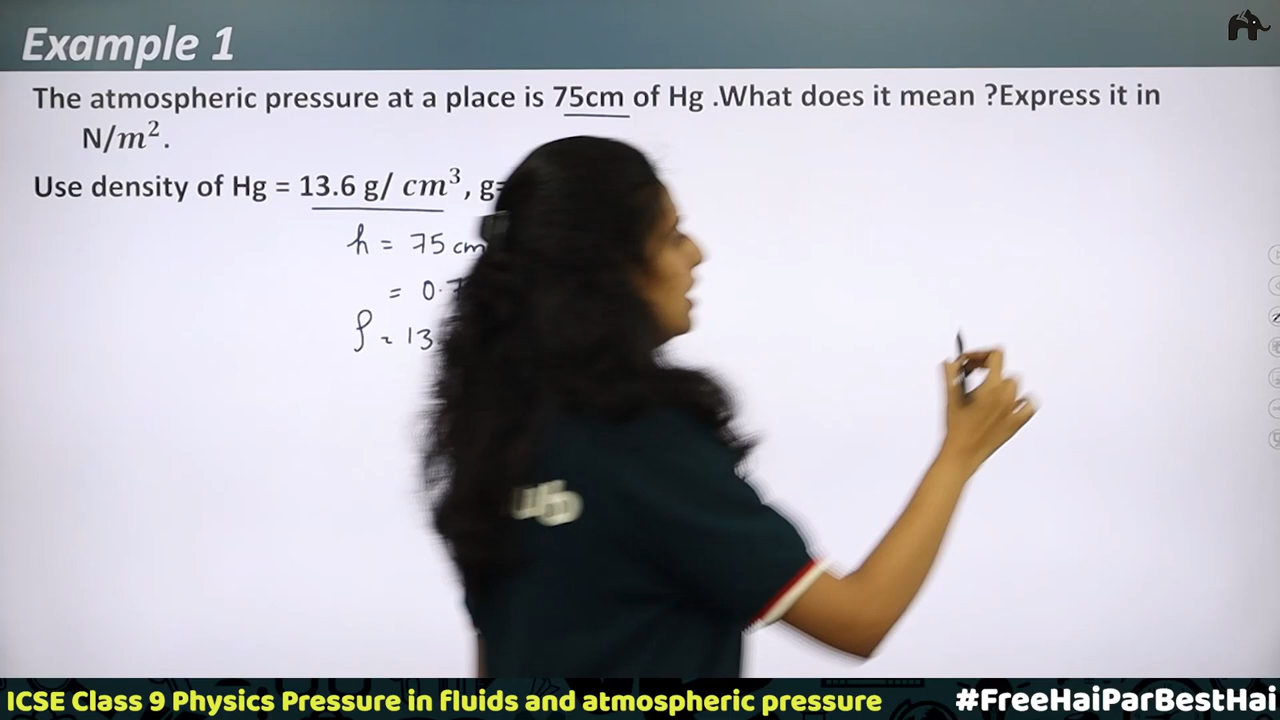 Example 1
The atmospheric pressure at a place is 75cm of Hg .What does it mean ?Express it in
N/m².
Use density of Hg = 13.6 g/ cm³, g=
h = 75 cm
= 0.7
ρ = 13
ICSE Class 9 Physics Pressure in fluids and atmospheric pressure
#FreeHaiParBestHai